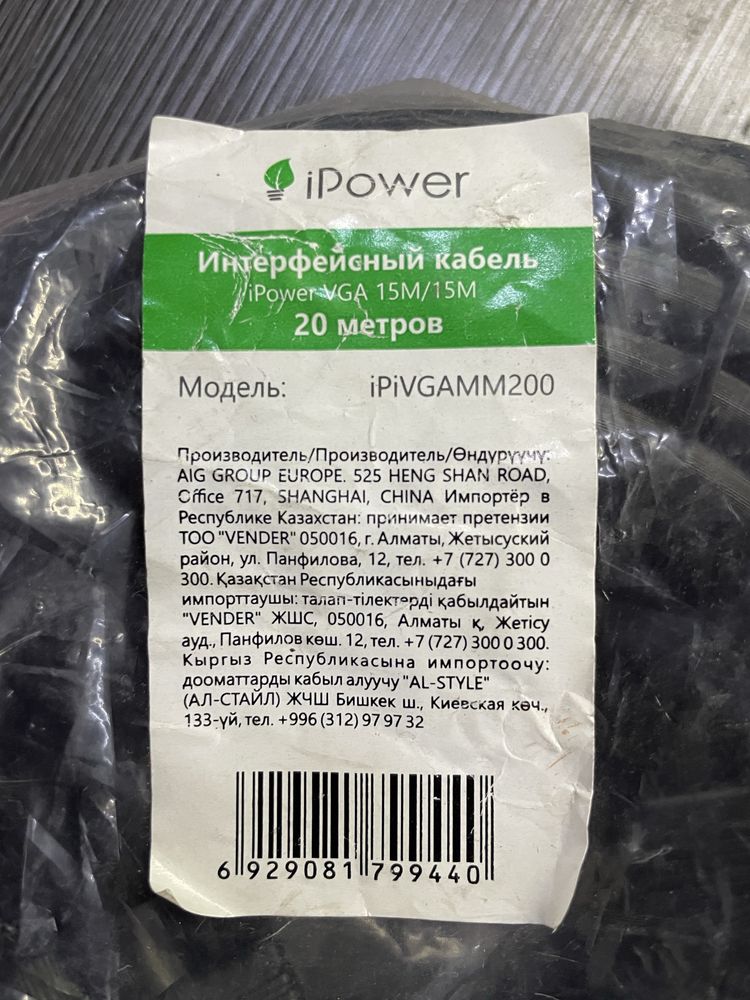 iPower
Интерфейсный кабель
iPower VGA 15M/15M
20 метров
Модель: iPiVGAMM200
Производитель/Производитель/Өндүрүүчү:
AIG GROUP EUROPE. 525 HENG SHAN ROAD,
Office 717, SHANGHAI, CHINA Импортёр в
Республике Казахстан: принимает претензии
ТОО "VENDER" 050016, г. Алматы, Жетысуский
район, ул. Панфилова, 12, тел. +7 (727) 300 0
300. Қазақстан Республикасыныдағы
импорттаушы: талап-тілектерді қабылдайтын
"VENDER" ЖШС, 050016, Алматы қ, Жетісу
ауд., Панфилов көш. 12, тел. +7 (727) 300 0 300.
Кыргыз Республикасына импортоочу:
дооматтарды кабыл алуучу "AL-STYLE"
(АЛ-СТАЙЛ) ЖЧШ Бишкек ш., Киевская көч.,
133-үй, тел. +996 (312) 97 97 32
6 929081 799440